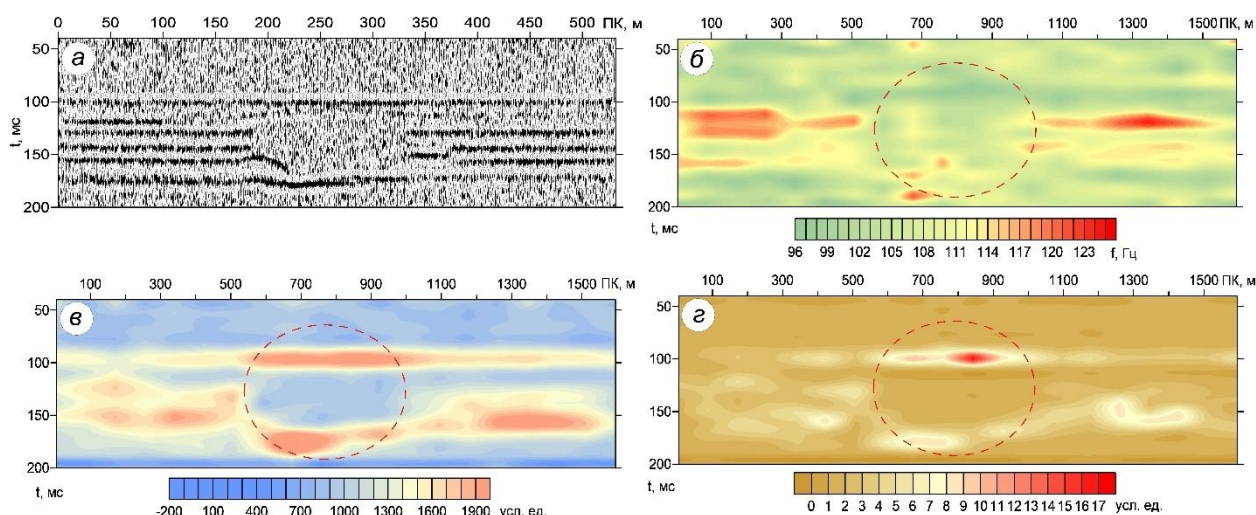 0 50 100 150 200 250 300 350 400 450 500 ПК, м
а
t, мс
50
100
150
200
100 300 500 700 900 1100 1300 1500 ПК, м
б
50
100
150
200
t, мс
96 99 102 105 108 111 114 117 120 123 f, Гц
100 300 500 700 900 1100 1300 1500 ПК, м
в
50
100
150
200
t, мс
-200 100 400 700 1000 1300 1600 1900 усл. ед.
100 300 500 700 900 1100 1300 1500 ПК, м
г
50
100
150
200
t, мс
0 1 2 3 4 5 6 7 8 9 10 11 12 13 14 15 16 17 усл. ед.